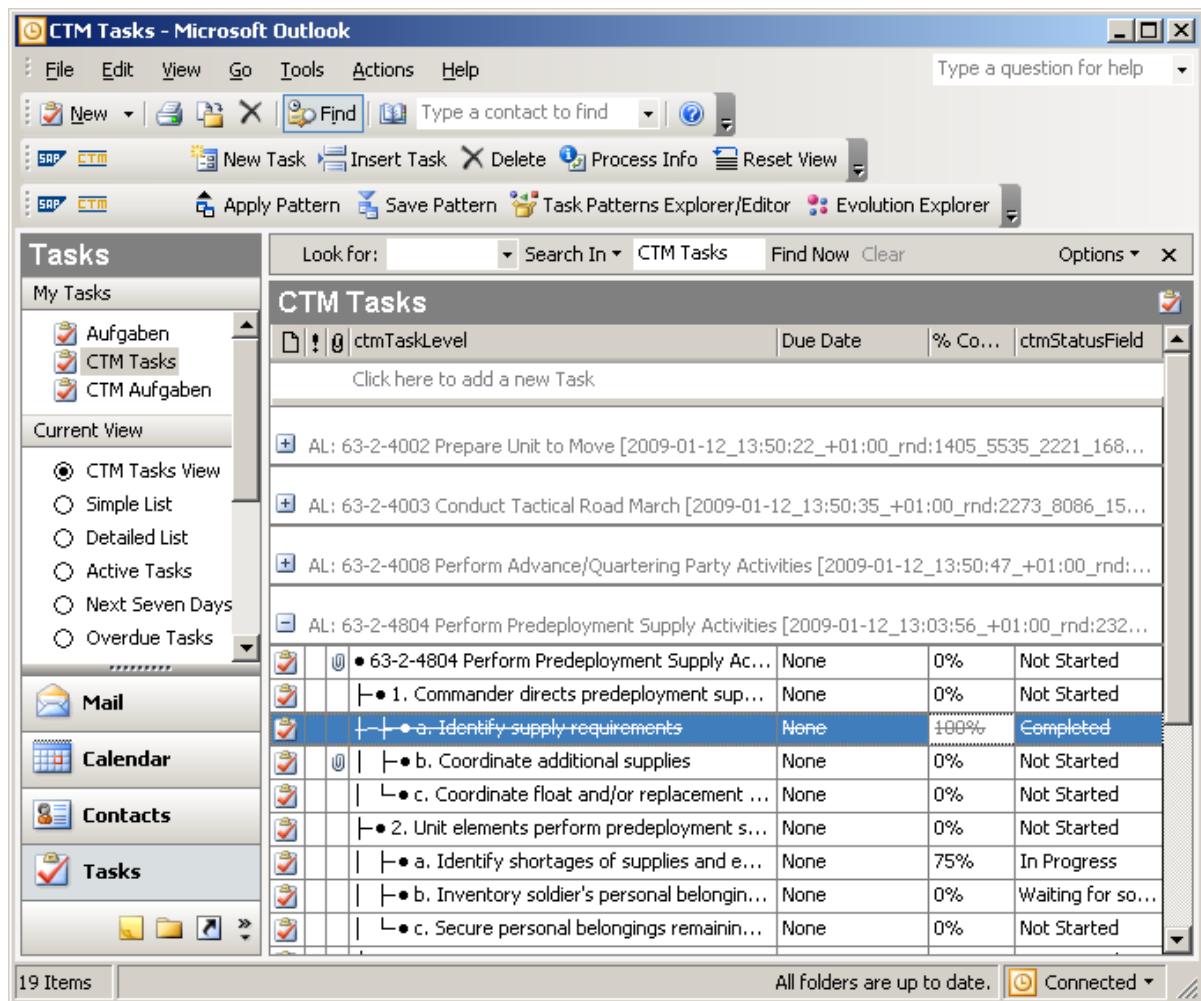 CTM Tasks - Microsoft Outlook
File Edit View Go Tools Actions Help Type a question for help
New Find Type a contact to find
SAP CTM New Task Insert Task Delete Process Info Reset View
SAP CTM Apply Pattern Save Pattern Task Patterns Explorer/Editor Evolution Explorer
Tasks
Look for: Search In CTM Tasks Find Now Clear Options
My Tasks
Aufgaben
CTM Tasks
CTM Aufgaben
Current View
CTM Tasks View
Simple List
Detailed List
Active Tasks
Next Seven Days
Overdue Tasks
Mail
Calendar
Contacts
Tasks
CTM Tasks
ctmTaskLevel Due Date % Co... ctmStatusField
Click here to add a new Task
AL: 63-2-4002 Prepare Unit to Move [2009-01-12_13:50:22_+01:00_rnd:1405_5535_2221_168...
AL: 63-2-4003 Conduct Tactical Road March [2009-01-12_13:50:35_+01:00_rnd:2273_8086_15...
AL: 63-2-4008 Perform Advance/Quartering Party Activities [2009-01-12_13:50:47_+01:00_rnd:...
AL: 63-2-4804 Perform Predeployment Supply Activities [2009-01-12_13:03:56_+01:00_rnd:232...
63-2-4804 Perform Predeployment Supply Ac... None 0% Not Started
1. Commander directs predeployment sup... None 0% Not Started
a. Identify supply requirements None 100% Completed
b. Coordinate additional supplies None 0% Not Started
c. Coordinate float and/or replacement ... None 0% Not Started
2. Unit elements perform predeployment s... None 0% Not Started
a. Identify shortages of supplies and e... None 75% In Progress
b. Inventory soldier's personal belongin... None 0% Waiting for so...
c. Secure personal belongings remainin... None 0% Not Started
19 Items All folders are up to date. Connected